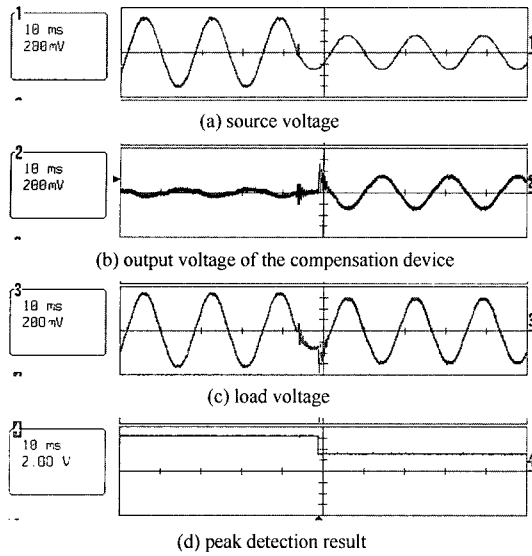 1
10 ms
200mV
(a) source voltage
2
10 ms
200mV
(b) output voltage of the compensation device
3
10 ms
200mV
(c) load voltage
4
10 ms
2.00 V
(d) peak detection result